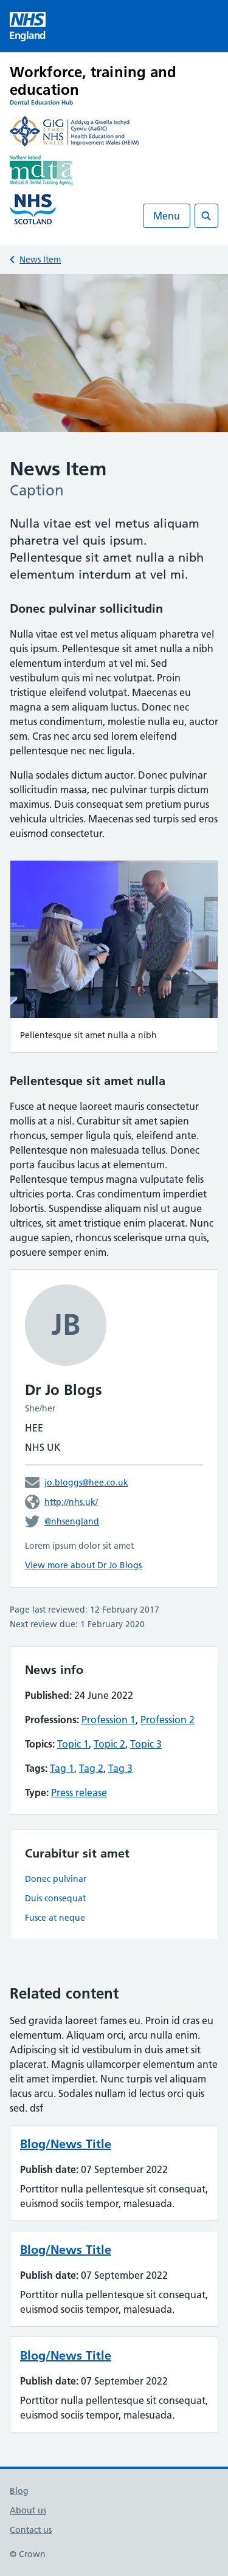 NHS
England
Workforce, training and
education
Dental Education Hub
GIG
CYMRU
NHS
WALES
Addysg a Gwella Iechyd
Cymru (AaGIC)
Health Education and
Improvement Wales (HEIW)
Northern Ireland
mdta
Medical & Dental Training Agency
NHS
SCOTLAND
Menu
News Item
News Item
Caption
Nulla vitae est vel metus aliquam
pharetra vel quis ipsum.
Pellentesque sit amet nulla a nibh
elementum interdum at vel mi.
Donec pulvinar sollicitudin
Nulla vitae est vel metus aliquam pharetra vel
quis ipsum. Pellentesque sit amet nulla a nibh
elementum interdum at vel mi. Sed
vestibulum quis mi nec volutpat. Proin
tristique eleifend volutpat. Maecenas eu
magna a sem aliquam luctus. Donec nec
metus condimentum, molestie nulla eu, auctor
sem. Cras nec arcu sed lorem eleifend
pellentesque nec nec ligula.
Nulla sodales dictum auctor. Donec pulvinar
sollicitudin massa, nec pulvinar turpis dictum
maximus. Duis consequat sem pretium purus
vehicula ultricies. Maecenas sed turpis sed eros
euismod consectetur.
Pellentesque sit amet nulla a nibh
Pellentesque sit amet nulla
Fusce at neque laoreet mauris consectetur
mollis at a nisl. Curabitur sit amet sapien
rhoncus, semper ligula quis, eleifend ante.
Pellentesque non malesuada tellus. Donec
porta faucibus lacus at elementum.
Pellentesque tempus magna vulputate felis
ultricies porta. Cras condimentum imperdiet
lobortis. Suspendisse aliquam nisl ut augue
ultrices, sit amet tristique enim placerat. Nunc
augue sapien, rhoncus scelerisque urna quis,
posuere semper enim.
JB
Dr Jo Bloggs
She/her
HEE
NHS UK
jo.bloggs@hee.co.uk
http://nhs.uk/
@nhsengland
Lorem ipsum dolor sit amet
View more about Dr Jo Bloggs
Page last reviewed: 12 February 2017
Next review due: 1 February 2020
News info
Published: 24 June 2022
Professions: Profession 1, Profession 2
Topics: Topic 1, Topic 2, Topic 3
Tags: Tag 1, Tag 2, Tag 3
Type: Press release
Curabitur sit amet
Donec pulvinar
Duis consequat
Fusce at neque
Related content
Sed gravida laoreet fames eu. Proin id cras eu
elementum. Aliquam orci, arcu nulla enim.
Adipiscing sit id vestibulum in duis amet sit
placerat. Magnis ullamcorper elementum ante
elit amet imperdiet. Nunc turpis vel aliquam
lacus arcu. Sodales nullam id lectus orci quis
sed. dsf
Blog/News Title
Publish date: 07 September 2022
Porttitor nulla pellentesque sit consequat,
euismod sociis tempor, malesuada.
Blog/News Title
Publish date: 07 September 2022
Porttitor nulla pellentesque sit consequat,
euismod sociis tempor, malesuada.
Blog/News Title
Publish date: 07 September 2022
Porttitor nulla pellentesque sit consequat,
euismod sociis tempor, malesuada.
Blog
About us
Contact us
© Crown